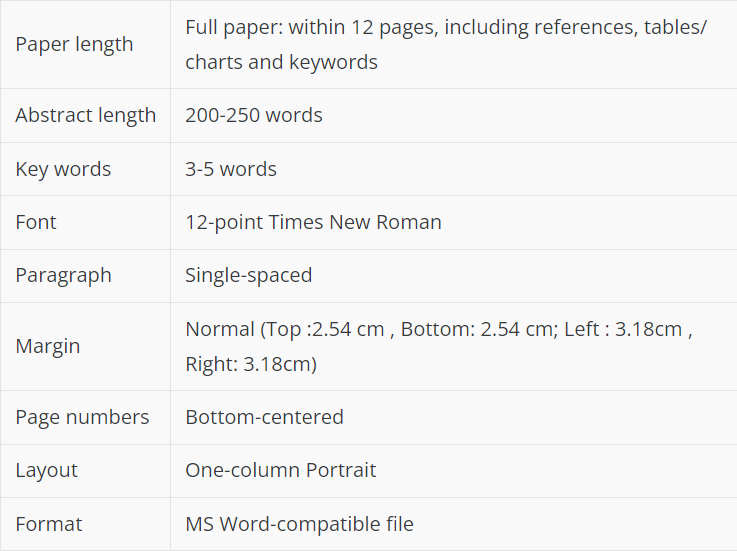 Paper length
Full paper: within 12 pages, including references, tables/
charts and keywords
Abstract length
200-250 words
Key words
3-5 words
Font
12-point Times New Roman
Paragraph
Single-spaced
Margin
Normal (Top :2.54 cm , Bottom: 2.54 cm; Left : 3.18cm ,
Right: 3.18cm)
Page numbers
Bottom-centered
Layout
One-column Portrait
Format
MS Word-compatible file